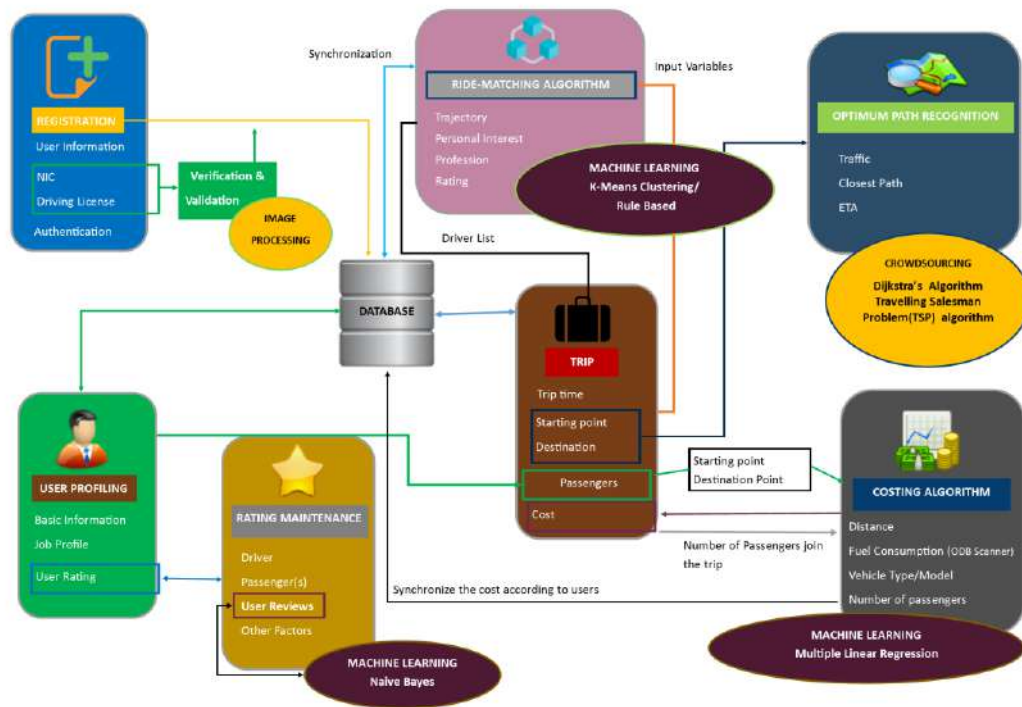 REGISTRATION
User Information
NIC
Driving License
Authentication
Verification &
Validation
IMAGE
PROCESSING
Synchronization
RIDE-MATCHING ALGORITHM
Trajectory
Personal Interest
Profession
Rating
Input Variables
MACHINE LEARNING
K-Means Clustering/
Rule Based
Driver List
OPTIMUM PATH RECOGNITION
Traffic
Closest Path
ETA
CROWDSOURCING
Dijkstra's Algorithm
Travelling Salesman
Problem(TSP) algorithm
DATABASE
TRIP
Trip time
Starting point
Destination
Passengers
Cost
Starting point
Destination Point
Number of Passengers join
the trip
USER PROFILING
Basic Information
Job Profile
User Rating
RATING MAINTENANCE
Driver
Passenger(s)
User Reviews
Other Factors
MACHINE LEARNING
Naive Bayes
Synchronize the cost according to users
COSTING ALGORITHM
Distance
Fuel Consumption (ODB Scanner)
Vehicle Type/Model
Number of passengers
MACHINE LEARNING
Multiple Linear Regression